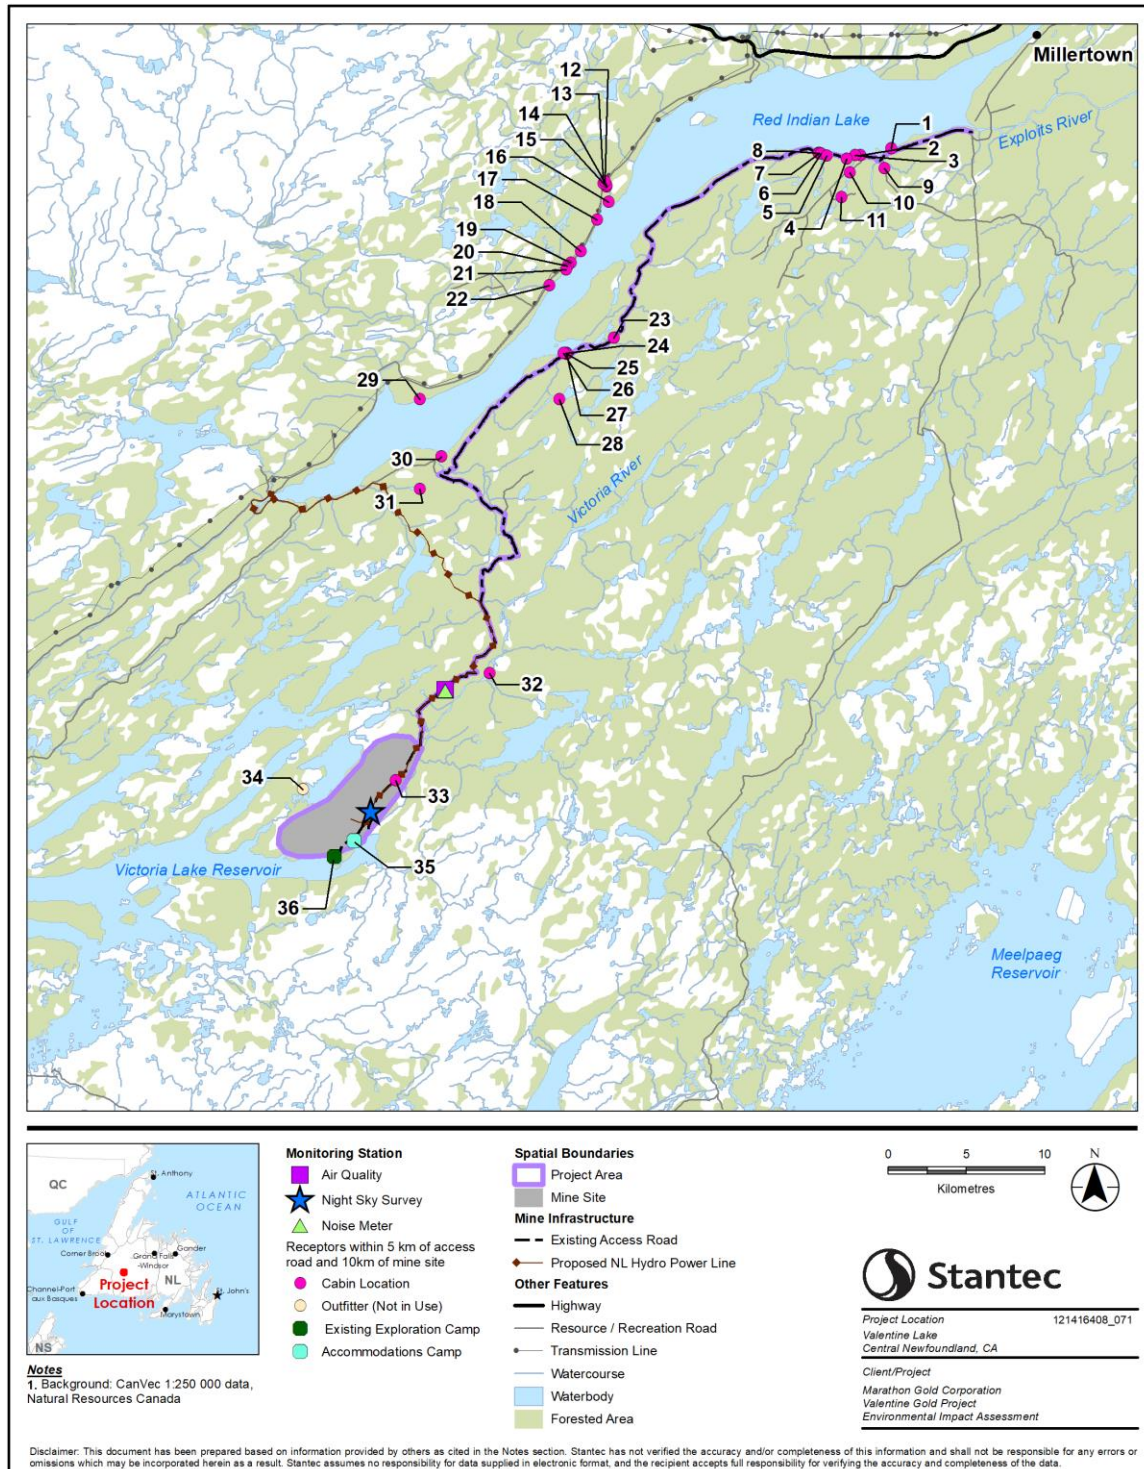 Millertown
Red Indian Lake
Exploits River
12
13
14
15
16
17
18
19
20
21
22
8
7
6
5
4
1
2
3
9
10
11
23
24
25
26
27
28
29
30
31
Victoria River
32
33
34
35
36
Victoria Lake Reservoir
Meelpaeg
Reservoir
QC
St. Anthony
ATLANTIC
OCEAN
GULF
OF
ST. LAWRENCE
Corner Brook
Grand Falls
-Windsor
Gander
NL
Project
Location
Channel-Port
aux Basques
Marystown
St. John's
NS
Notes
1. Background: CanVec 1:250 000 data,
Natural Resources Canada
Monitoring Station
Air Quality
Night Sky Survey
Noise Meter
Receptors within 5 km of access
road and 10km of mine site
Cabin Location
Outfitter (Not in Use)
Existing Exploration Camp
Accommodations Camp
Spatial Boundaries
Project Area
Mine Site
Mine Infrastructure
Existing Access Road
Proposed NL Hydro Power Line
Other Features
Highway
Resource / Recreation Road
Transmission Line
Watercourse
Waterbody
Forested Area
0 5 10
Kilometres
N
Stantec
Project Location 121416408_071
Valentine Lake
Central Newfoundland, CA
Client/Project
Marathon Gold Corporation
Valentine Gold Project
Environmental Impact Assessment
Disclaimer: This document has been prepared based on information provided by others as cited in the Notes section. Stantec has not verified the accuracy and/or completeness of this information and shall not be responsible for any errors or
omissions which may be incorporated herein as a result. Stantec assumes no responsibility for data supplied in electronic format, and the recipient accepts full responsibility for verifying the accuracy and completeness of the data.